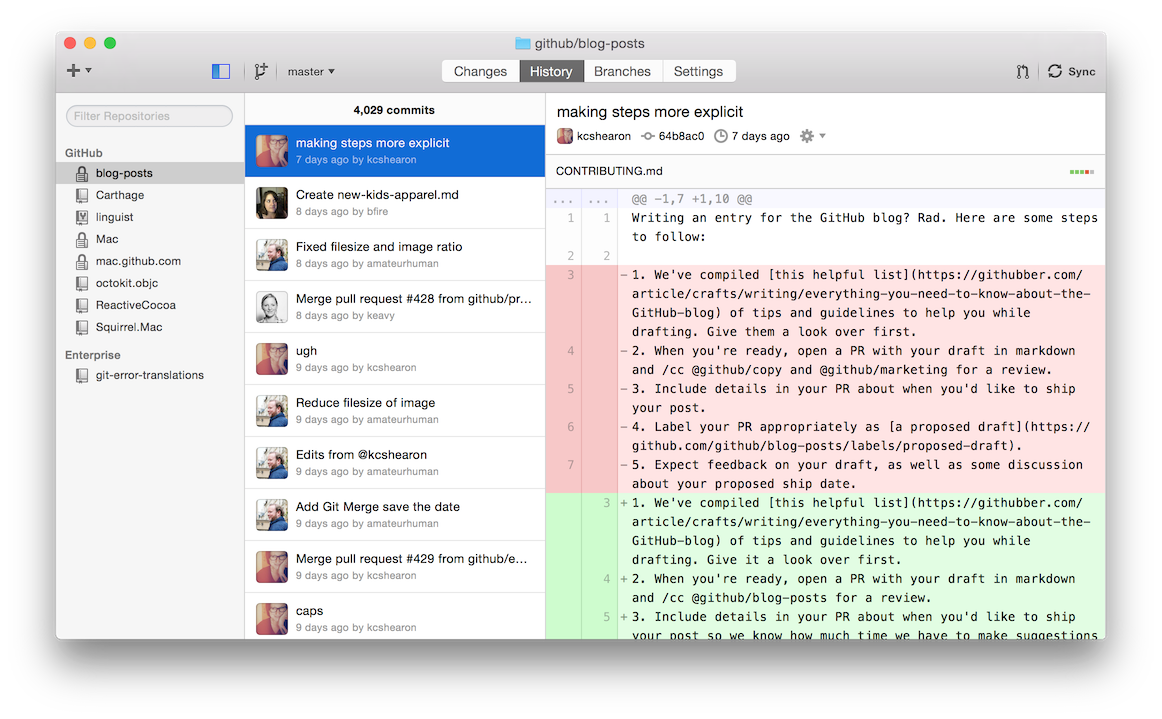 github/blog-posts
master
Changes
History
Branches
Settings
Sync
Filter Repositories
GitHub
blog-posts
Carthage
linguist
Mac
mac.github.com
octokit.objc
ReactiveCocoa
Squirrel.Mac
Enterprise
git-error-translations
4,029 commits
making steps more explicit
7 days ago by kcshearon
Create new-kids-apparel.md
8 days ago by bfire
Fixed filesize and image ratio
8 days ago by amateurhuman
Merge pull request #428 from github/pr...
8 days ago by keavy
ugh
9 days ago by kcshearon
Reduce filesize of image
9 days ago by amateurhuman
Edits from @kcshearon
9 days ago by amateurhuman
Add Git Merge save the date
9 days ago by amateurhuman
Merge pull request #429 from github/e...
9 days ago by kcshearon
caps
9 days ago by kcshearon
making steps more explicit
kcshearon 64b8ac0 7 days ago
CONTRIBUTING.md
... ... @@ -1,7 +1,10 @@
1 1 Writing an entry for the GitHub blog? Rad. Here are some steps
to follow:
2 2
3 -1. We've compiled [this helpful list](https://githubber.com/
article/crafts/writing/everything-you-need-to-know-about-the-
GitHub-blog) of tips and guidelines to help you while
drafting. Give them a look over first.
4 -2. When you're ready, open a PR with your draft in markdown
and /cc @github/copy and @github/marketing for a review.
5 -3. Include details in your PR about when you'd like to ship
your post.
6 -4. Label your PR appropriately as [a proposed draft](https://
github.com/github/blog-posts/labels/proposed-draft).
7 -5. Expect feedback on your draft, as well as some discussion
about your proposed ship date.
3 +1. We've compiled [this helpful list](https://githubber.com/
article/crafts/writing/everything-you-need-to-know-about-the-
GitHub-blog) of tips and guidelines to help you while
drafting. Give it a look over first.
4 +2. When you're ready, open a PR with your draft in markdown
and /cc @github/blog-posts for a review.
5 +3. Include details in your PR about when you'd like to ship
your post so we know how much time we have to make suggestions